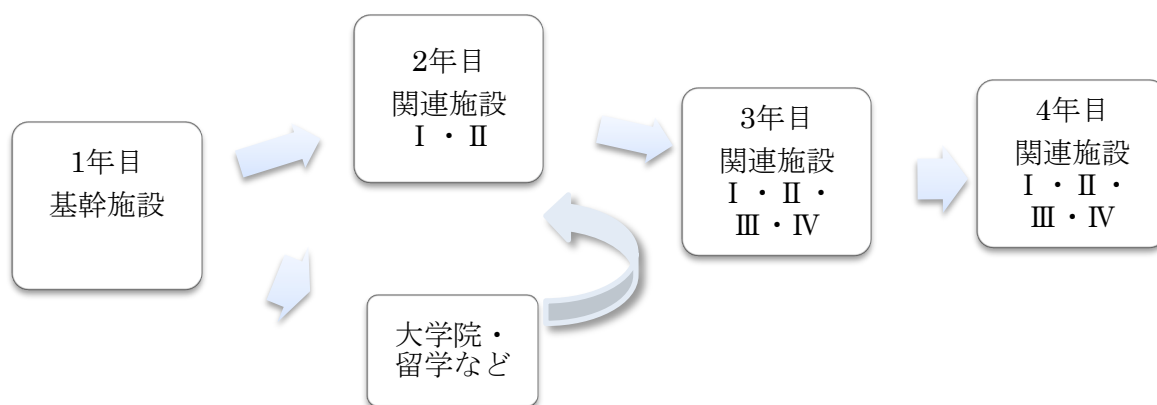 1年目
基幹施設
2年目
関連施設
Ⅰ・Ⅱ
大学院・
留学など
3年目
関連施設
Ⅰ・Ⅱ・
Ⅲ・Ⅳ
4年目
関連施設
Ⅰ・Ⅱ・
Ⅲ・Ⅳ